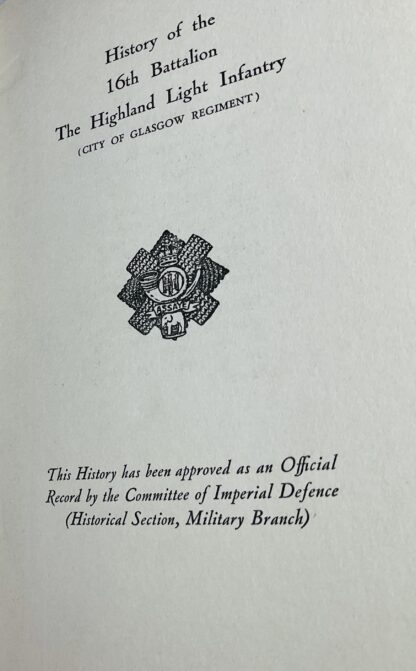 History of the
16th Battalion
The Highland Light Infantry
(CITY OF GLASGOW REGIMENT)
HLI
ASSAYE
This History has been approved as an Official
Record by the Committee of Imperial Defence
(Historical Section, Military Branch)